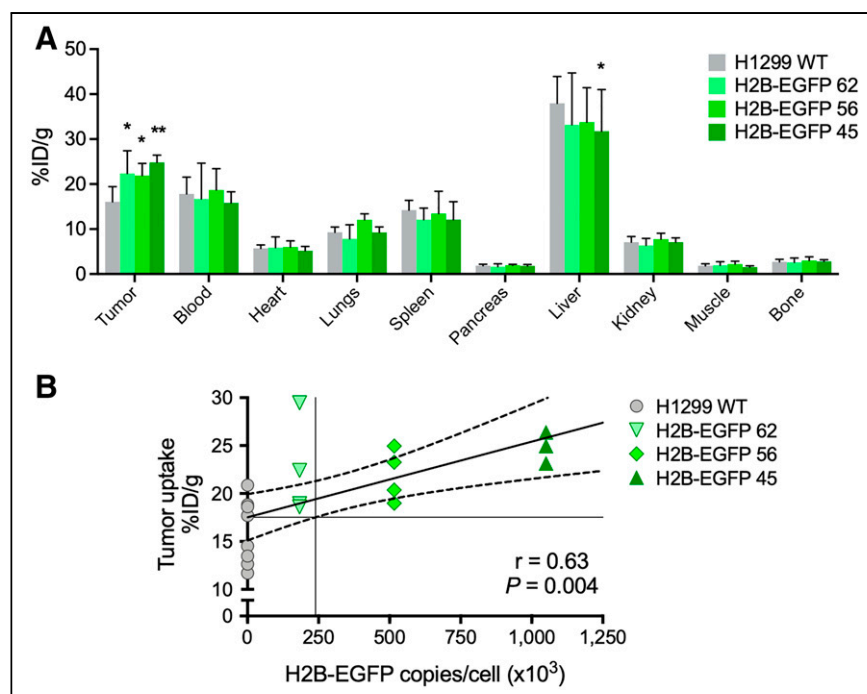 A
50
40
30
20
10
0
%ID/g
* * **
*
H1299 WT
H2B-EGFP 62
H2B-EGFP 56
H2B-EGFP 45
Tumor
Blood
Heart
Lungs
Spleen
Pancreas
Liver
Kidney
Muscle
Bone
B
30
25
20
15
10
0
Tumor uptake
%ID/g
H1299 WT
H2B-EGFP 62
H2B-EGFP 56
H2B-EGFP 45
r = 0.63
P = 0.004
0 250 500 750 1,000 1,250
H2B-EGFP copies/cell (x10³)